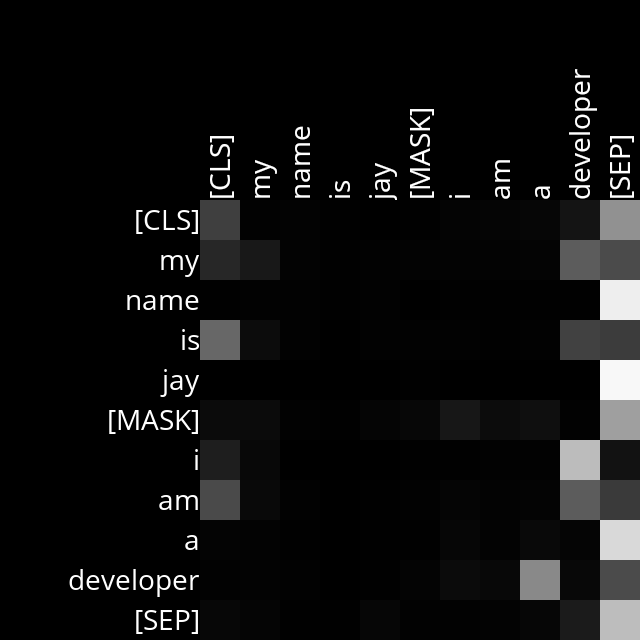 [CLS]
my
name
is
jay
[MASK]
i
am
a
developer
[SEP]
[CLS]
my
name
is
jay
[MASK]
i
am
a
developer
[SEP]